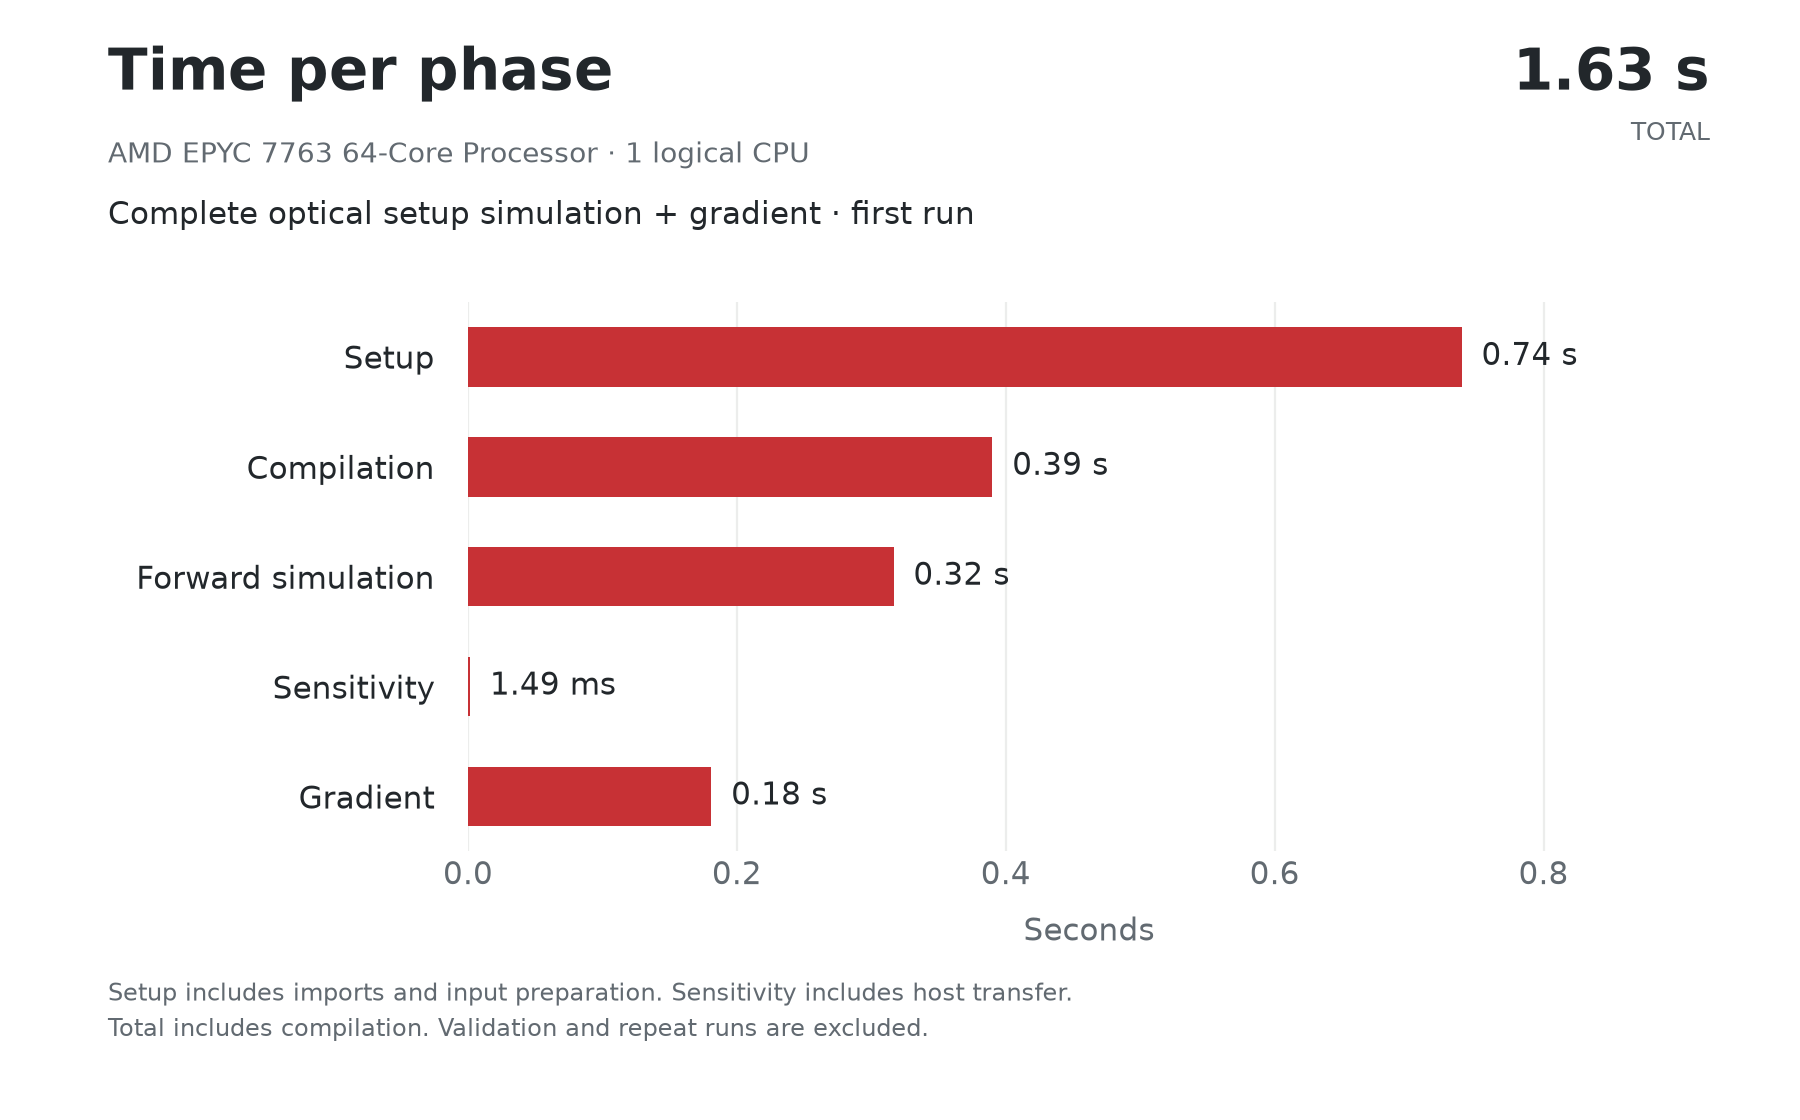 Time per phase
1.63 s
TOTAL
AMD EPYC 7763 64-Core Processor · 1 logical CPU
Complete optical setup simulation + gradient · first run
Setup
0.74 s
Compilation
0.39 s
Forward simulation
0.32 s
Sensitivity
1.49 ms
Gradient
0.18 s
0.0 0.2 0.4 0.6 0.8
Seconds
Setup includes imports and input preparation. Sensitivity includes host transfer.
Total includes compilation. Validation and repeat runs are excluded.